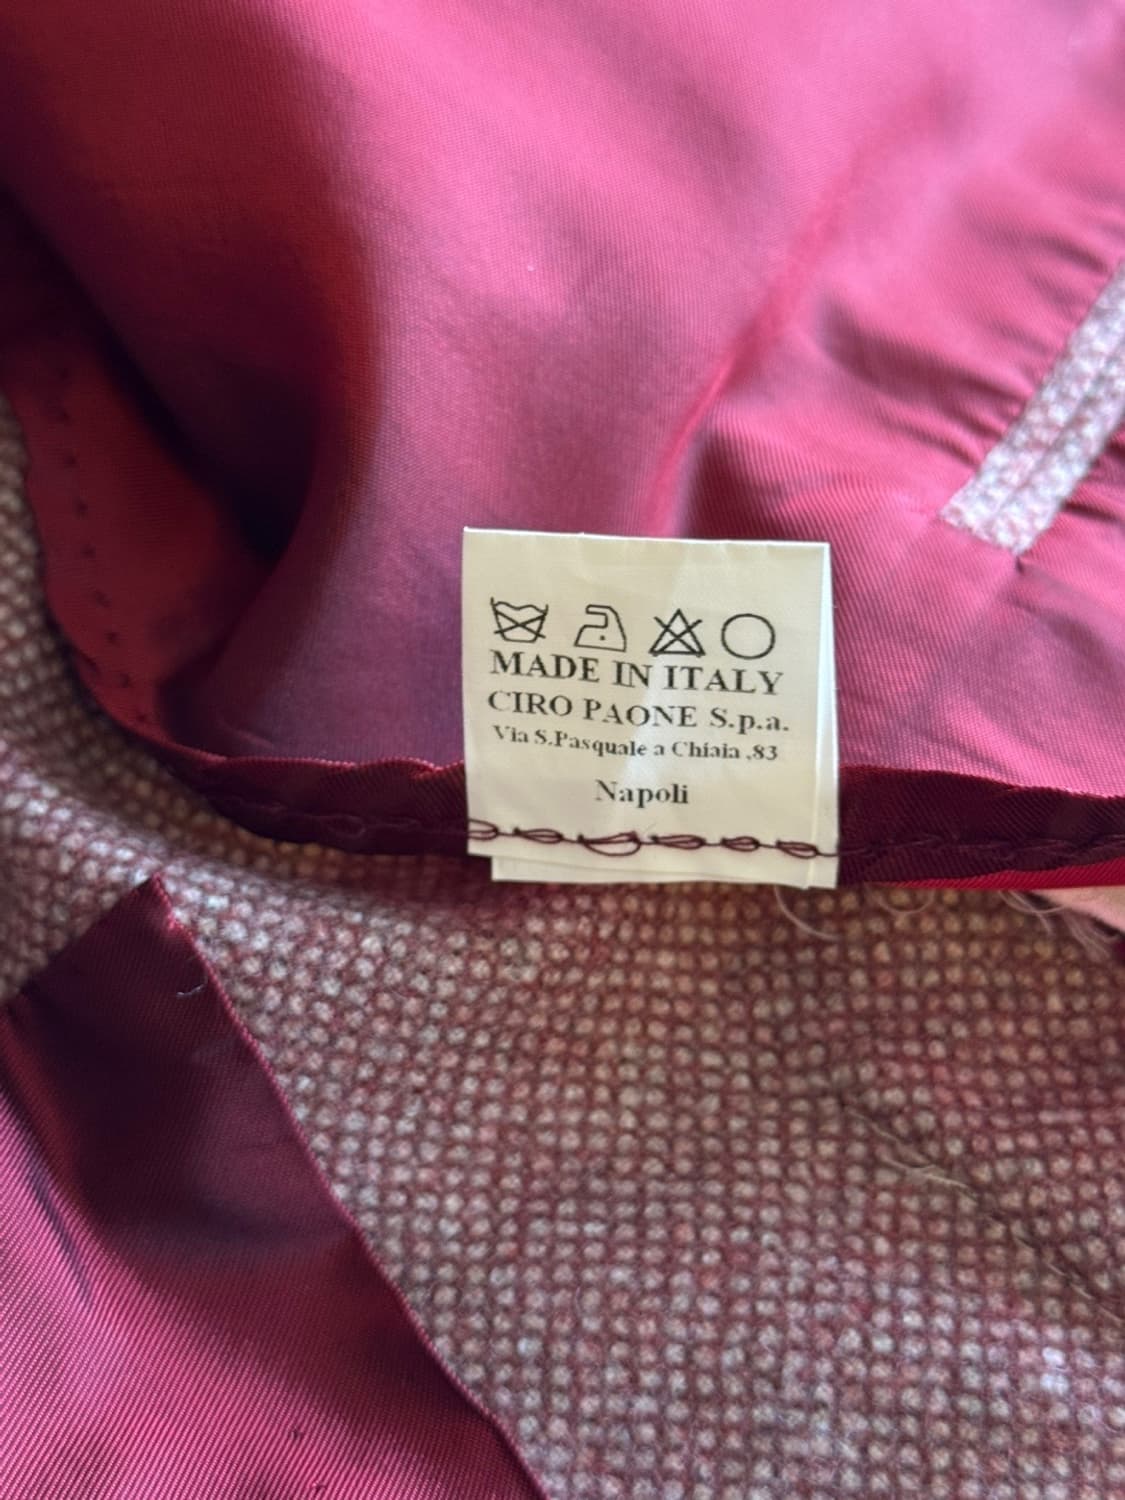 MADE IN ITALY
CIRO PAONE S.p.a.
Via S.Pasquale a Chiaia ,83
Napoli